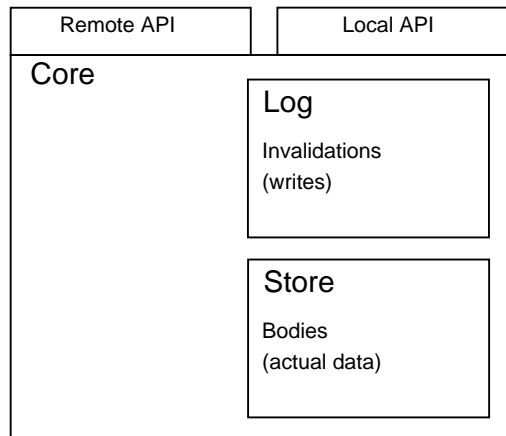 Remote API
Local API
Core
Log
Invalidations
(writes)
Store
Bodies
(actual data)